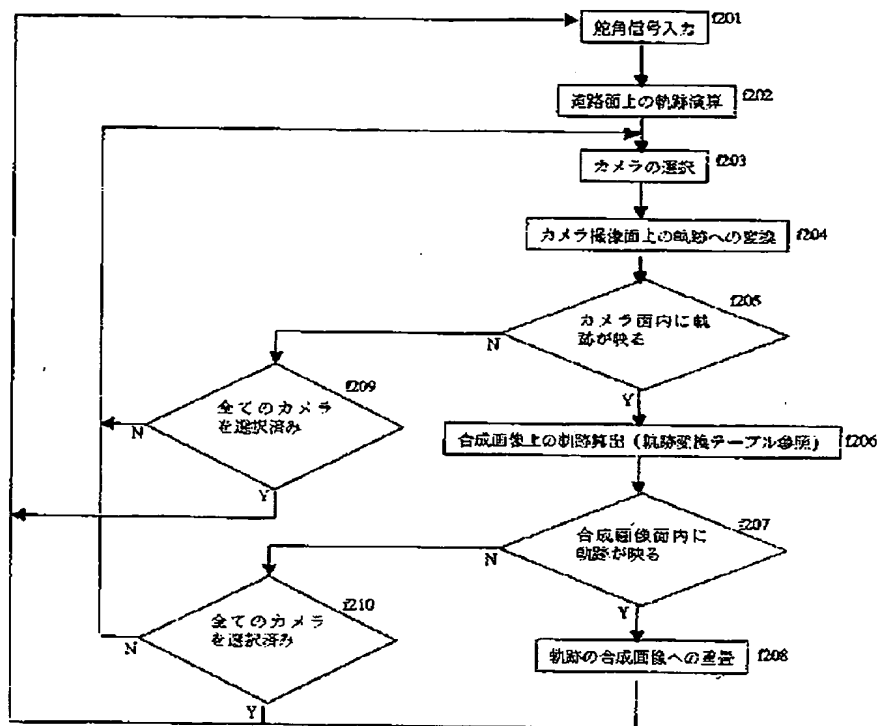 舵角信号入力 f201
道路面上の軌跡演算 f202
カメラの選択 f203
カメラ撮像面上の軌跡への変換 f204
f205
カメラ面内に軌
跡が映る
N
Y
f209
全てのカメラ
を選択済み
N
Y
合成画像上の軌跡算出（軌跡変換テーブル参照） f206
f207
合成画像面内に
軌跡が映る
N
Y
f210
全てのカメラ
を選択済み
N
Y
軌跡の合成画像への重畳 f208